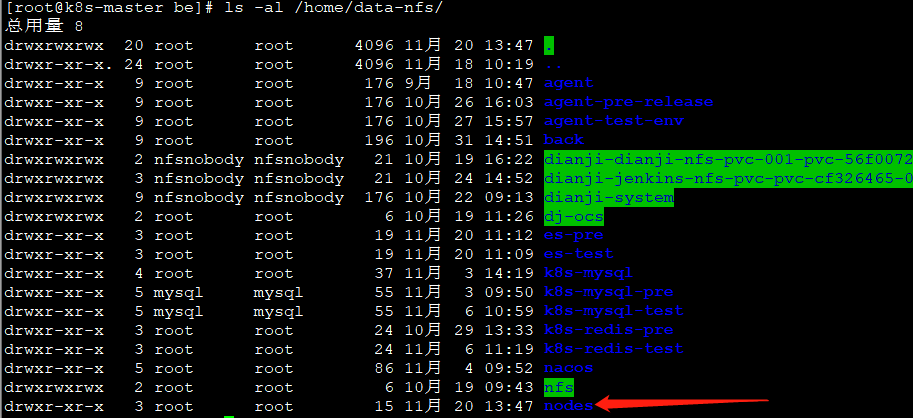 [root@k8s-master be]# ls -al /home/data-nfs/
总用量 8
drwxrwxrwx  20 root      root      4096 11月 20 13:47 .
drwxr-xr-x. 24 root      root      4096 11月 18 10:19 ..
drwxr-xr-x   9 root      root       176 9月  18 10:47 agent
drwxr-xr-x   9 root      root       176 10月 26 16:03 agent-pre-release
drwxr-xr-x   9 root      root       176 10月 27 15:57 agent-test-env
drwxr-xr-x   9 root      root       196 10月 31 14:51 back
drwxrwxrwx   2 nfsnobody nfsnobody   21 10月 19 16:22 dianji-dianji-nfs-pvc-001-pvc-56f0072
drwxrwxrwx   3 nfsnobody nfsnobody   21 10月 24 14:52 dianji-jenkins-nfs-pvc-pvc-cf326465-0
drwxrwxrwx   9 nfsnobody nfsnobody  176 10月 22 09:13 dianji-system
drwxrwxrwx   2 root      root         6 10月 19 11:26 dj-ocs
drwxr-xr-x   3 root      root        19 11月 20 11:12 es-pre
drwxr-xr-x   3 root      root        19 11月 20 11:09 es-test
drwxr-xr-x   4 root      root        37 11月  3 14:19 k8s-mysql
drwxr-xr-x   5 mysql     mysql       55 11月  3 09:50 k8s-mysql-pre
drwxr-xr-x   5 mysql     mysql       55 11月  6 10:59 k8s-mysql-test
drwxr-xr-x   3 root      root        24 10月 29 13:33 k8s-redis-pre
drwxr-xr-x   3 root      root        24 11月  6 11:19 k8s-redis-test
drwxr-xr-x   5 root      root        86 11月  4 09:52 nacos
drwxrwxrwx   2 root      root         6 10月 19 09:43 nfs
drwxr-xr-x   3 root      root        15 11月 20 13:47 nodes